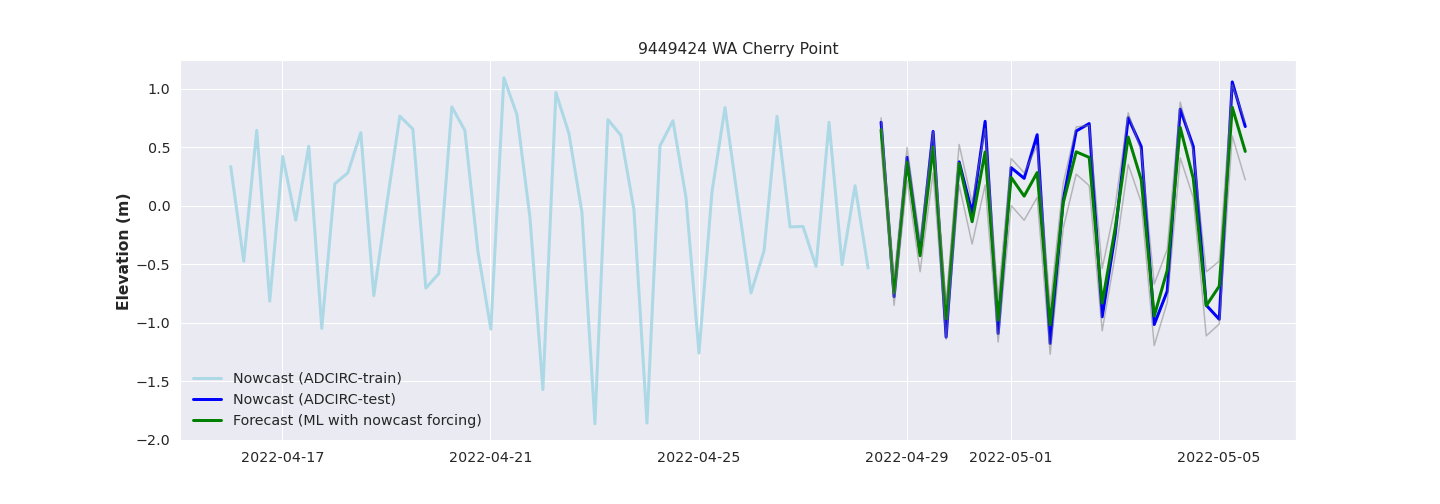 9449424 WA Cherry Point
Elevation (m)
1.0
0.5
0.0
−0.5
−1.0
−1.5
−2.0
Nowcast (ADCIRC-train)
Nowcast (ADCIRC-test)
Forecast (ML with nowcast forcing)
2022-04-17 2022-04-21 2022-04-25 2022-04-29 2022-05-01 2022-05-05